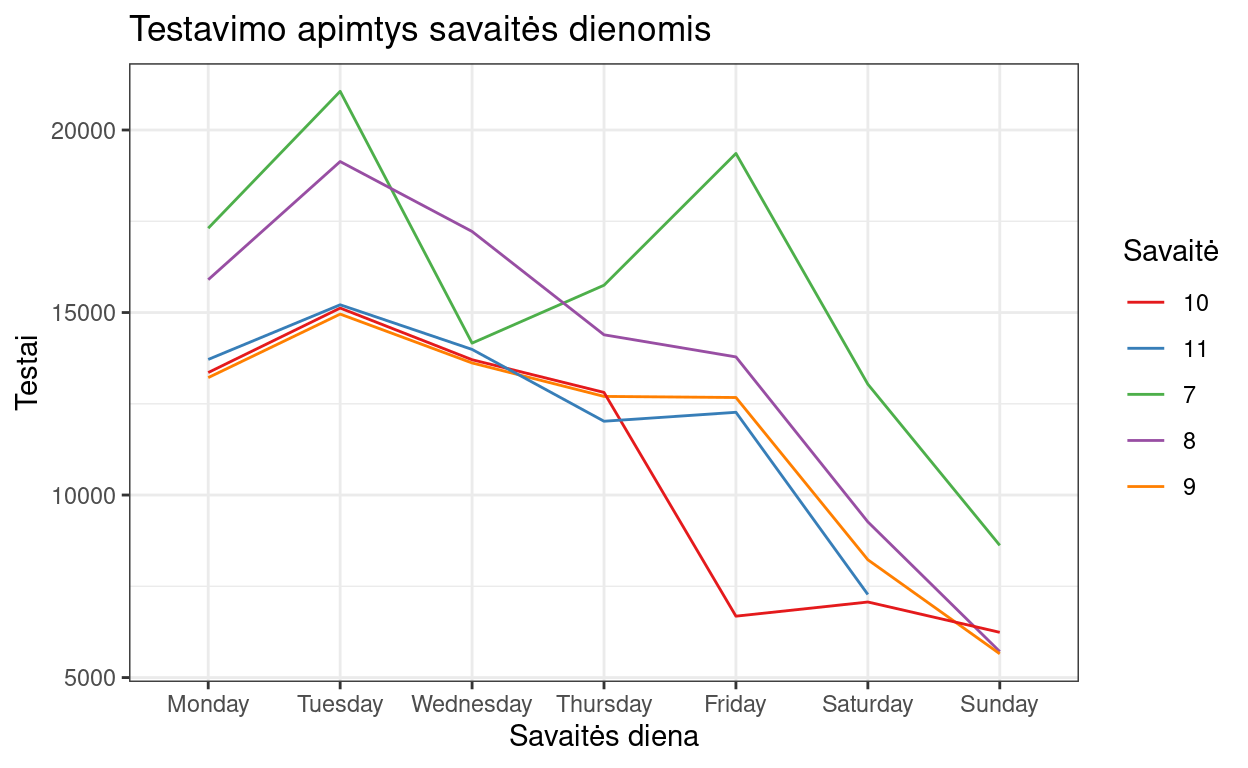 Testavimo apimtys savaitės dienomis
Testai
20000
15000
10000
5000
Monday Tuesday Wednesday Thursday Friday Saturday Sunday
Savaitės diena
Savaitė
10
11
7
8
9